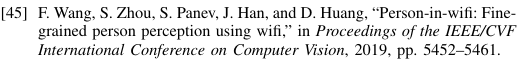 [45] F. Wang, S. Zhou, S. Panev, J. Han, and D. Huang, “Person-in-wifi: Fine-
grained person perception using wifi,” in Proceedings of the IEEE/CVF
International Conference on Computer Vision, 2019, pp. 5452–5461.